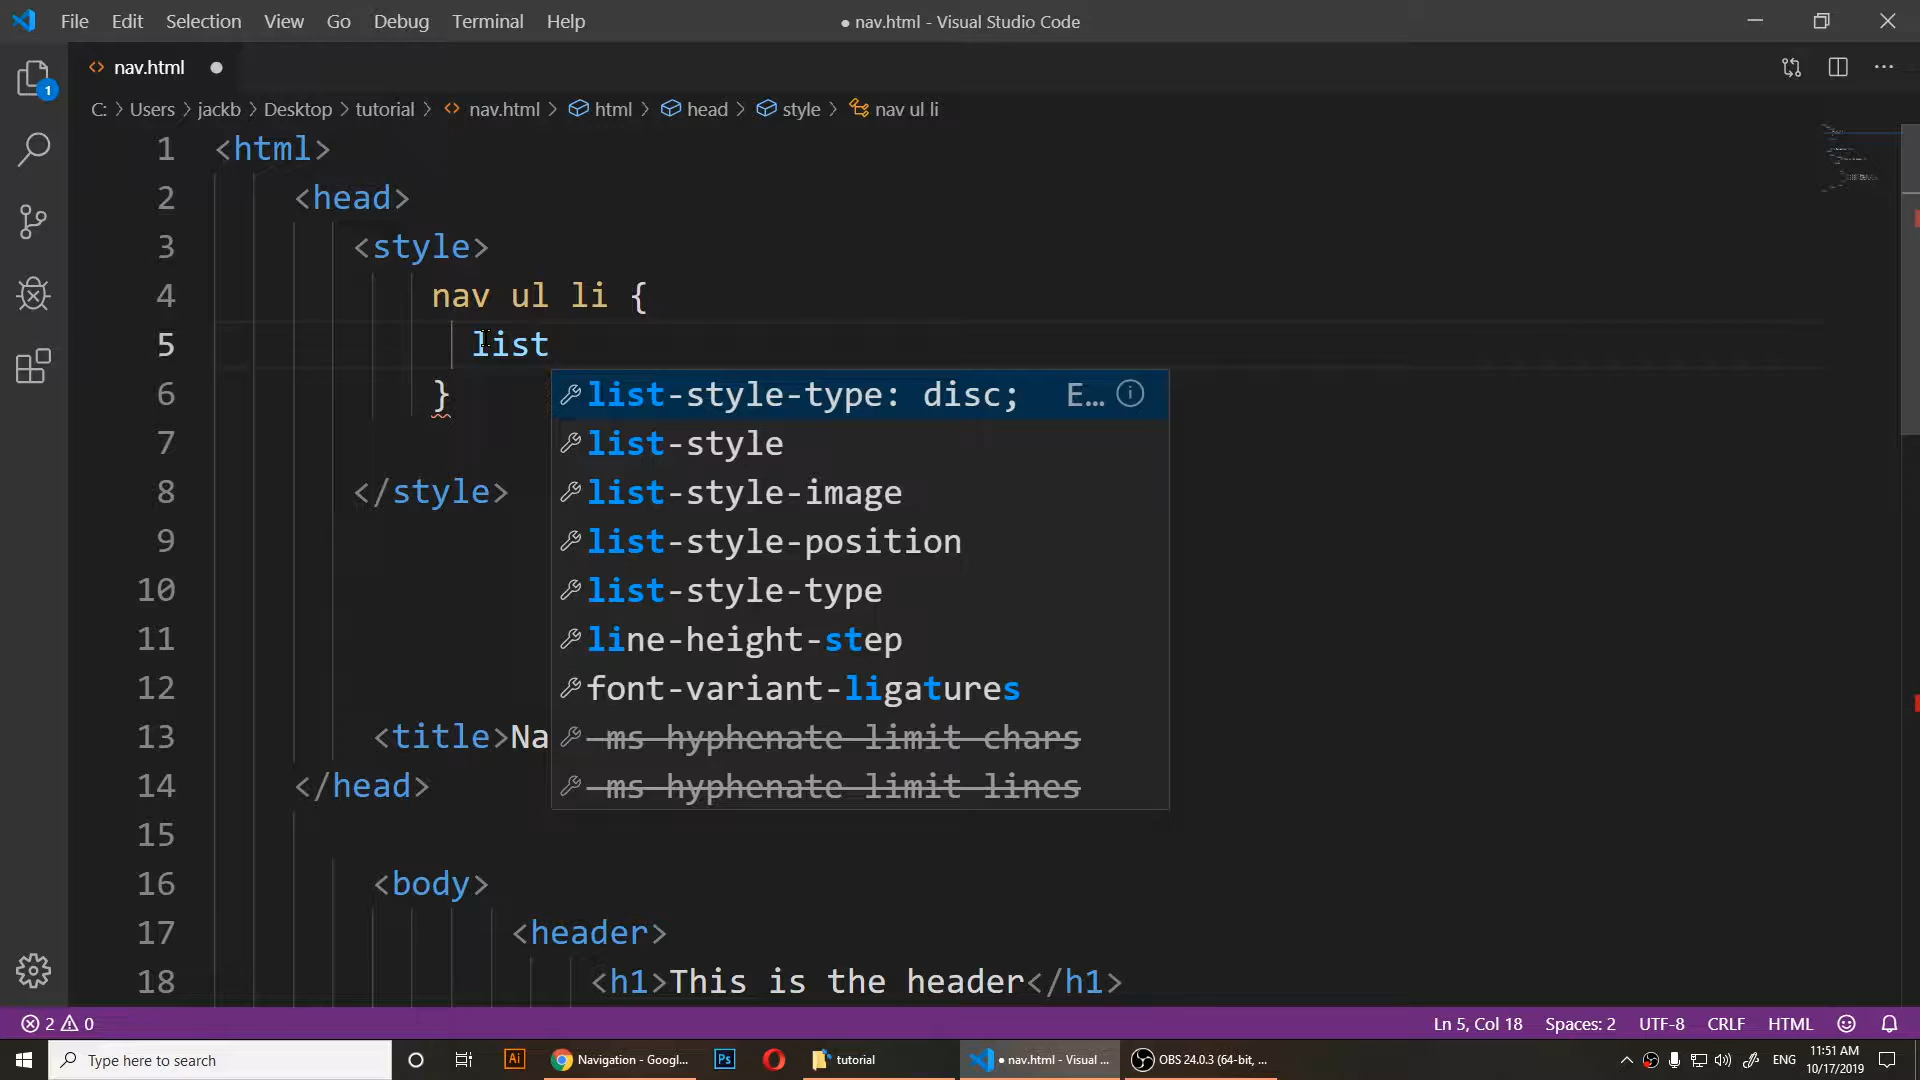 File Edit Selection View Go Debug Terminal Help ● nav.html - Visual Studio Code
nav.html ●
C: > Users > jackb > Desktop > tutorial > nav.html > html > head > style > nav ul li
1 <html>
2 <head>
3 <style>
4 nav ul li {
5 list
6 }
list-style-type: disc; E...
7
list-style
8 </style>
list-style-image
9
list-style-position
10
list-style-type
11
line-height-step
12
font-variant-ligatures
13 <title>Na
-ms-hyphenate-limit-chars
14 </head>
-ms-hyphenate-limit-lines
15
16 <body>
17 <header>
18 <h1>This is the header</h1>
2 0 Ln 5, Col 18 Spaces: 2 UTF-8 CRLF HTML
Type here to search Ai Navigation - Googl... Ps tutorial ● nav.html - Visual ... OBS 24.0.3 (64-bit, ... ENG 11:51 AM
10/17/2019
1